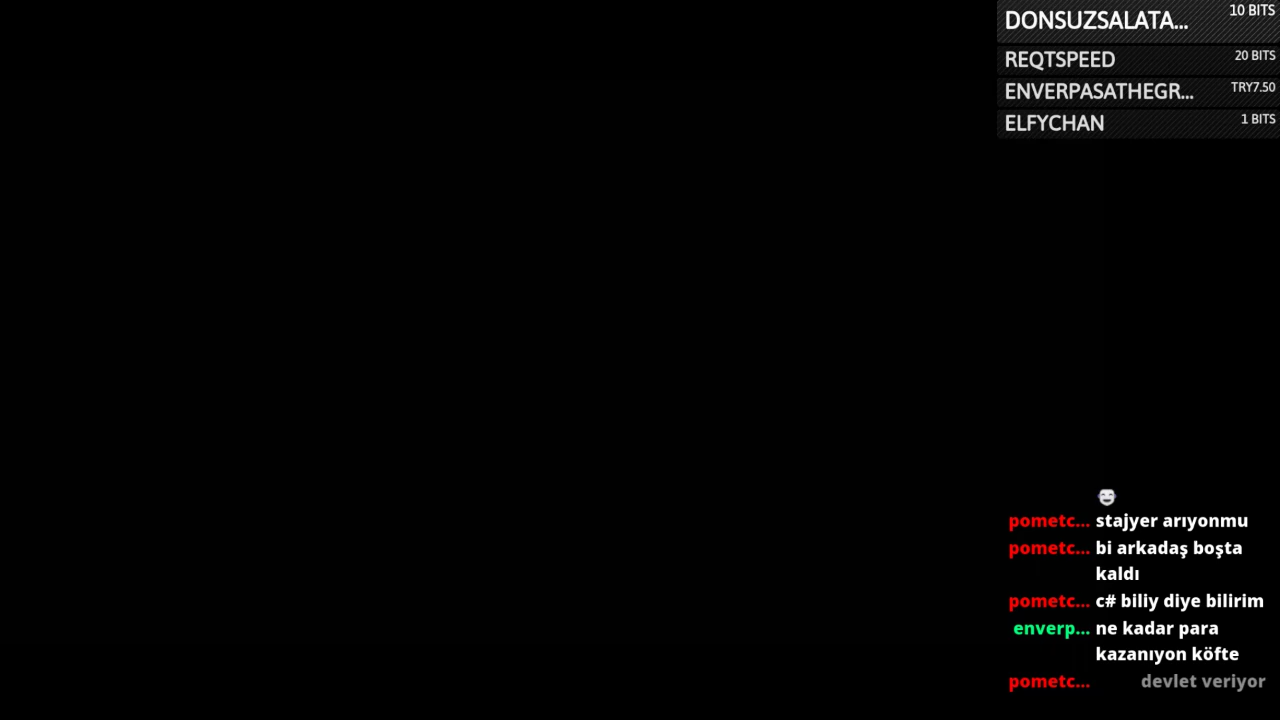 DONSUZSALATA... 10 BITS
REQTSPEED 20 BITS
ENVERPASATHEGR... TRY7.50
ELFYCHAN 1 BITS
pometc... stajyer arıyonmu
pometc... bi arkadaş boşta
kaldı
pometc... c# biliy diye bilirim
enverp... ne kadar para
kazanıyon köfte
pometc... devlet veriyor